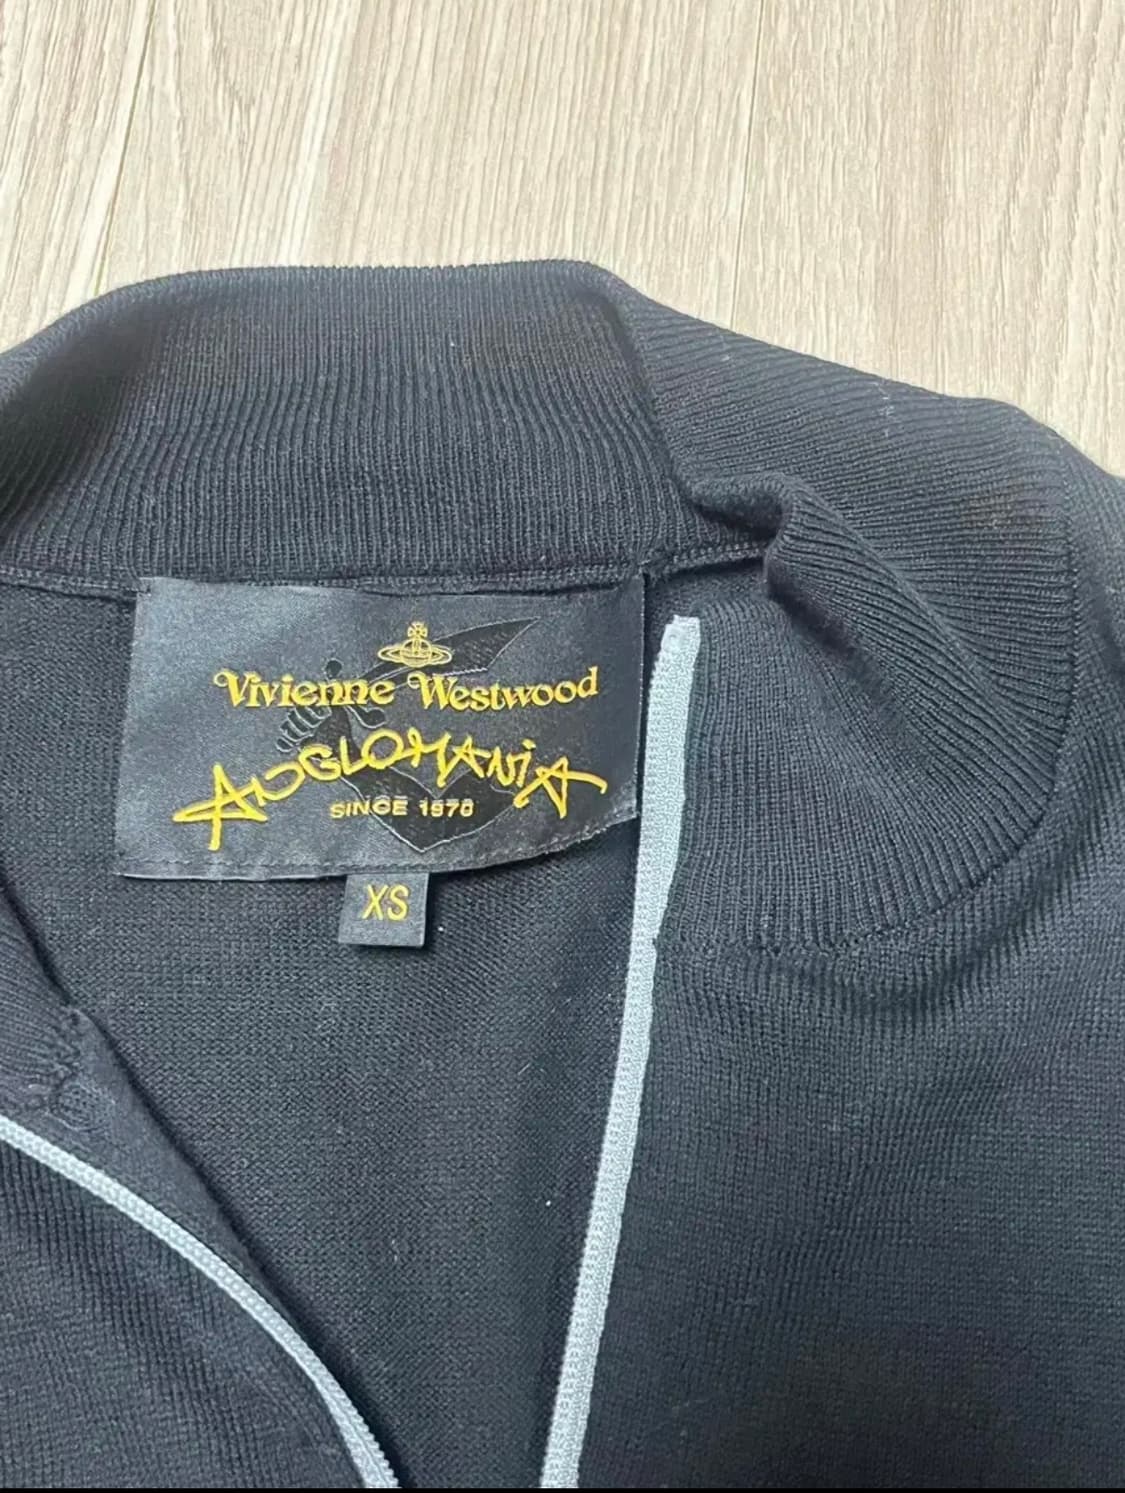 Vivienne Westwood
ANGLOMANiA
SINCE 1970
XS